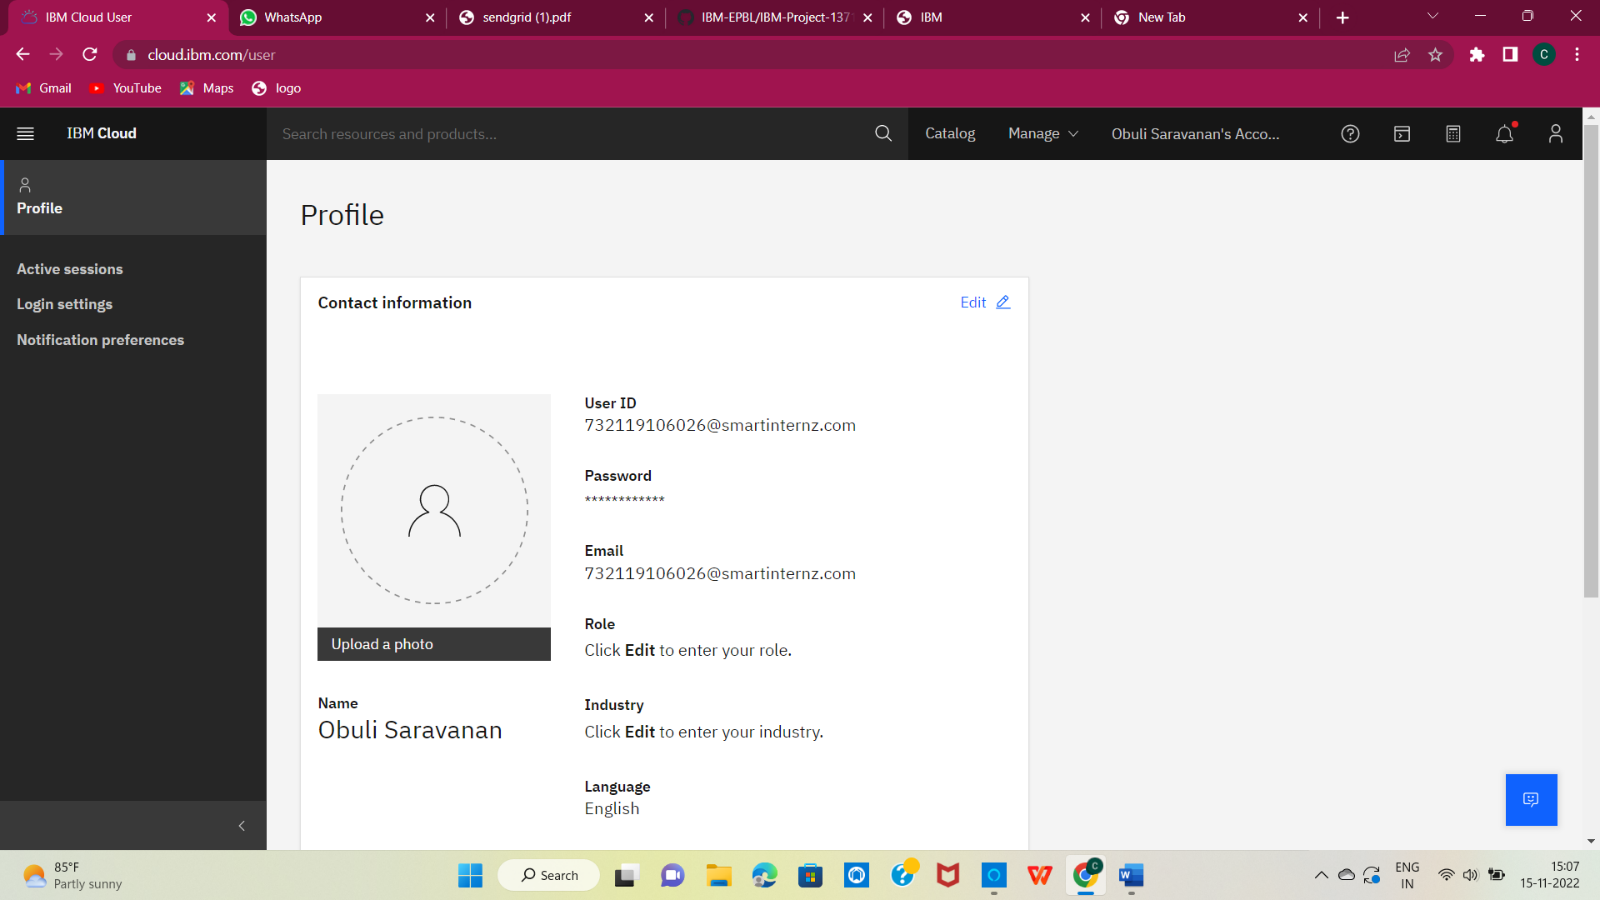 IBM Cloud User
WhatsApp
sendgrid (1).pdf
IBM-EPBL/IBM-Project-1371
IBM
New Tab
cloud.ibm.com/user
C
Gmail
YouTube
Maps
logo
IBM Cloud
Search resources and products...
Catalog
Manage
Obuli Saravanan's Acco...
Profile
Active sessions
Login settings
Notification preferences
Profile
Contact information
Edit
User ID
732119106026@smartinternz.com
Password
************
Email
732119106026@smartinternz.com
Role
Click Edit to enter your role.
Upload a photo
Name
Obuli Saravanan
Industry
Click Edit to enter your industry.
Language
English
85°F
Partly sunny
Search
C
ENG
IN
15:07
15-11-2022